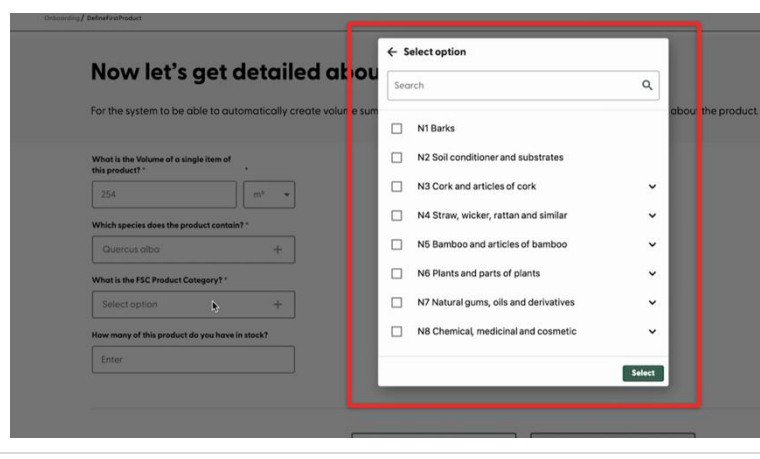 Onboarding / DefineFirstProduct
Now let's get detailed abou
For the system to be able to automatically create volume sum
about the product.
What is the Volume of a single item of
this product? *
*
254
m³
Which species does the product contain? *
Quercus alba
What is the FSC Product Category? *
Select option
How many of this product do you have in stock?
Enter
Select option
Search
N1 Barks
N2 Soil conditioner and substrates
N3 Cork and articles of cork
N4 Straw, wicker, rattan and similar
N5 Bamboo and articles of bamboo
N6 Plants and parts of plants
N7 Natural gums, oils and derivatives
N8 Chemical, medicinal and cosmetic
Select